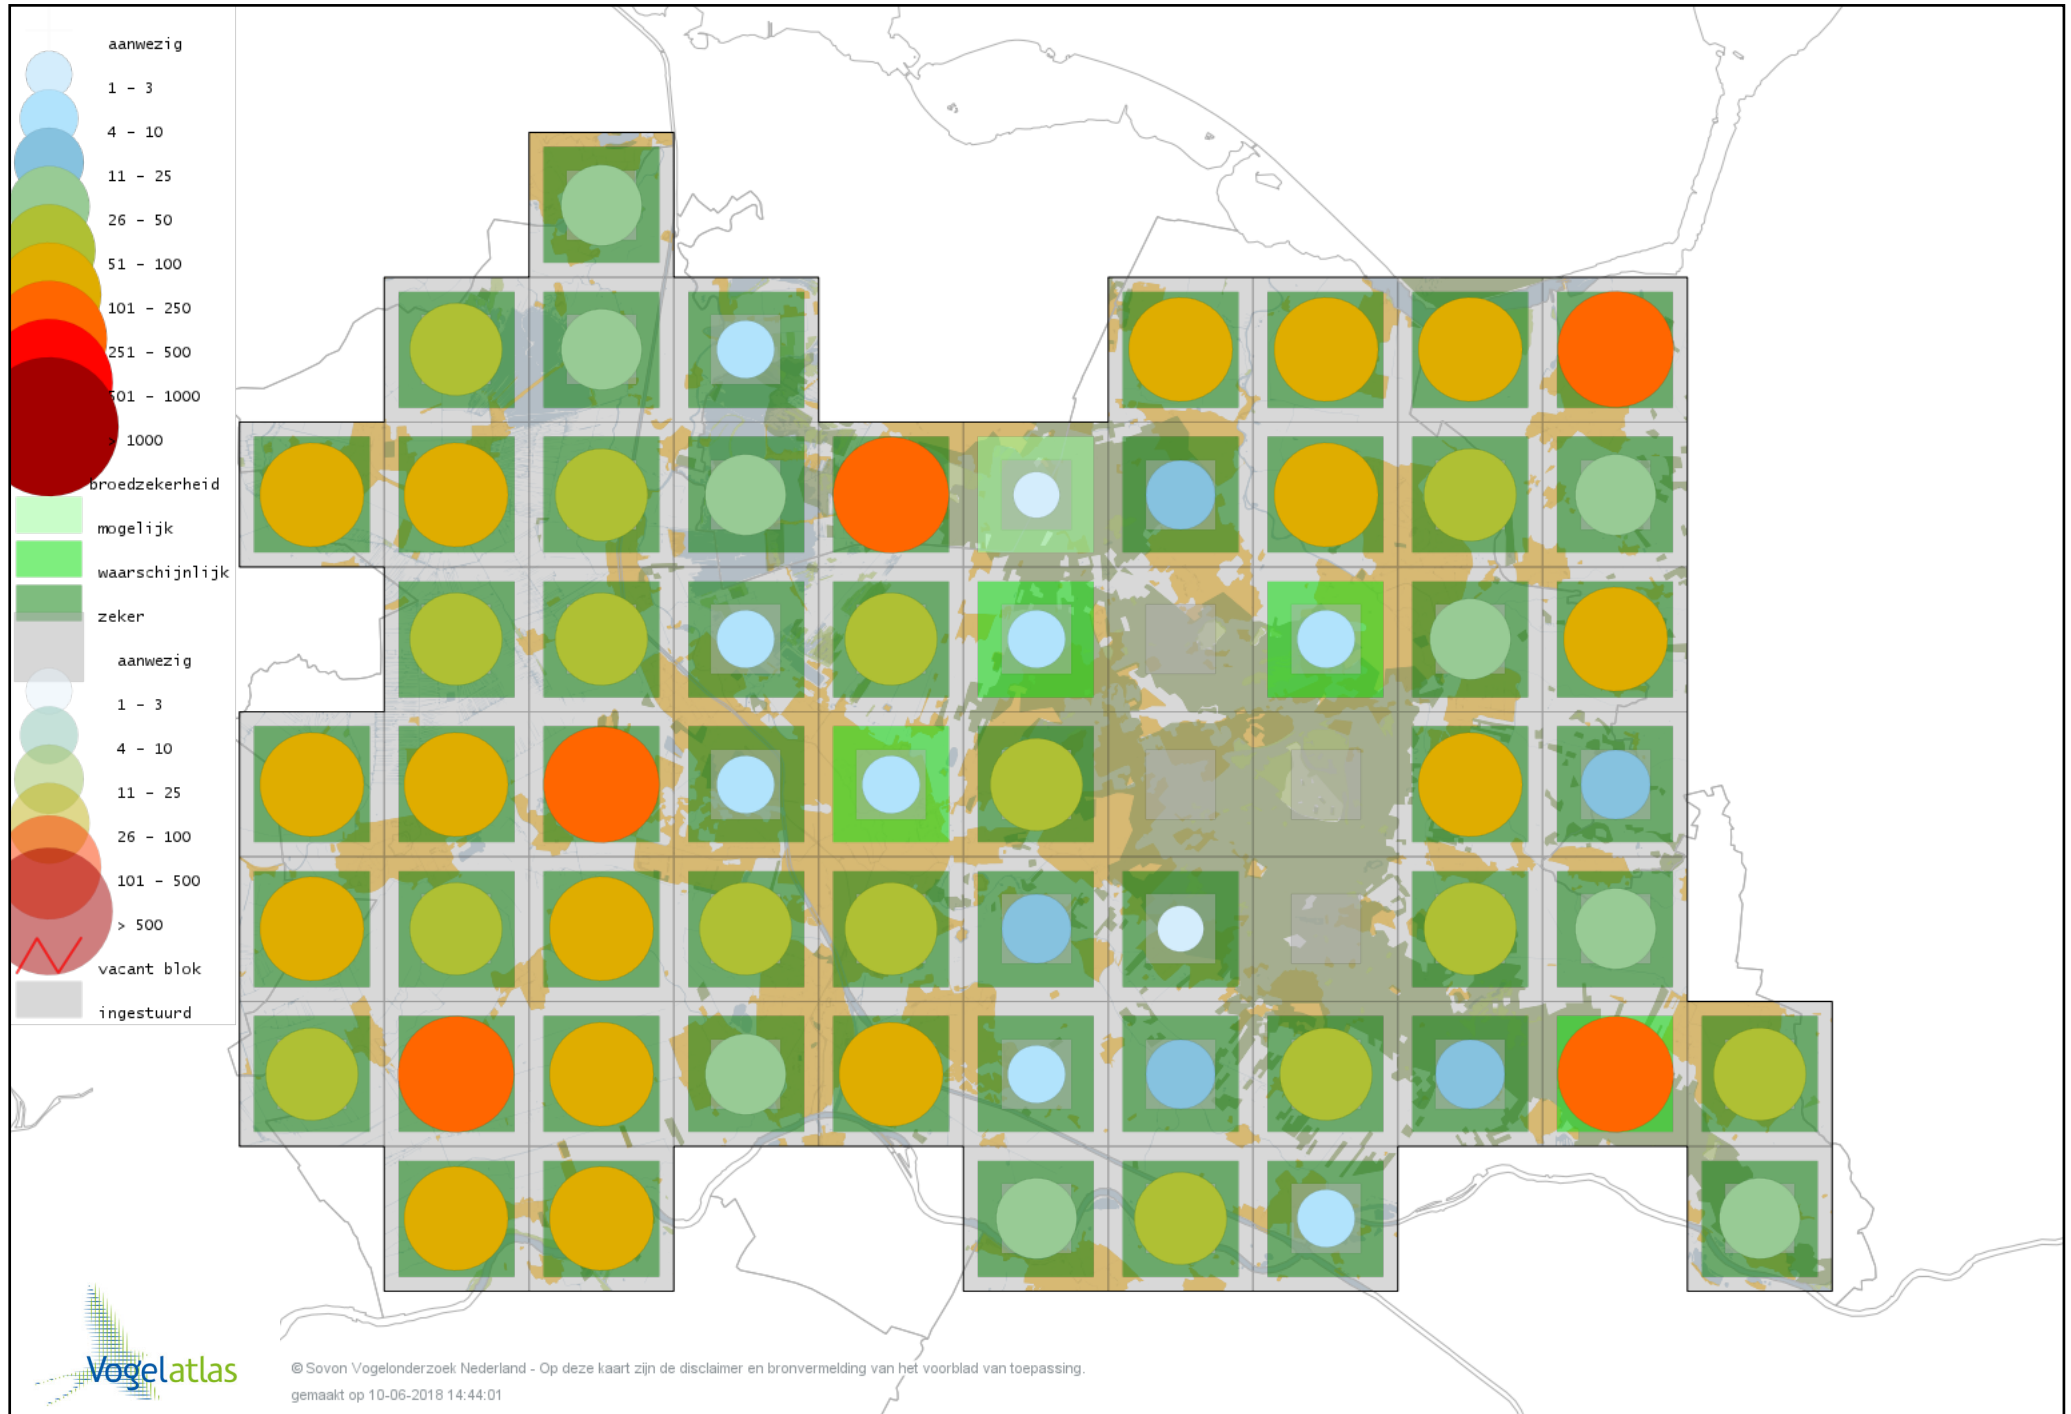 aanwezig
1 - 3
4 - 10
11 - 25
26 - 50
51 - 100
101 - 250
251 - 500
501 - 1000
> 1000
broedzekerheid
mogelijk
waarschijnlijk
zeker
aanwezig
1 - 3
4 - 10
11 - 25
26 - 100
101 - 500
> 500
vacant blok
ingestuurd
Vogelatlas
© Sovon Vogelonderzoek Nederland - Op deze kaart zijn de disclaimer en bronvermelding van het voorblad van toepassing.
gemaakt op 10-06-2018 14:44:01